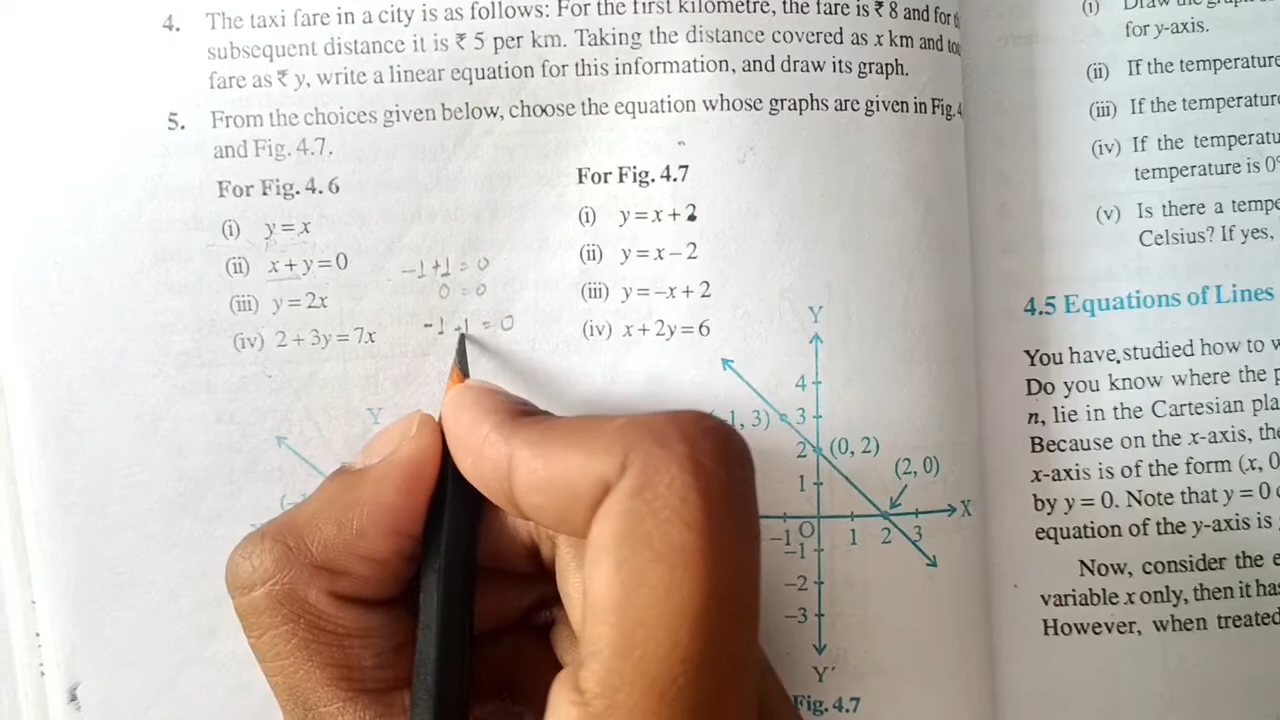 4. The taxi fare in a city is as follows: For the first kilometre, the fare is ₹ 8 and for
subsequent distance it is ₹ 5 per km. Taking the distance covered as x km and
fare as ₹ y, write a linear equation for this information, and draw its graph.
5. From the choices given below, choose the equation whose graphs are given in Fig. 4
and Fig. 4.7.
For Fig. 4. 6
(i) y = x
(ii) x + y = 0
(iii) y = 2x
(iv) 2 + 3y = 7x
-1 + 1 = 0
0 = 0
-1 + 1 = 0
For Fig. 4.7
(i) y = x + 2
(ii) y = x – 2
(iii) y = –x + 2
(iv) x + 2y = 6
Y
Y
4
1, 3)
3
2
(0, 2)
(2, 0)
1
X
–1
O
1
2
3
–1
–2
–3
Y′
Fig. 4.7
(i)
for y-axis.
(ii) If the temperature
(iii) If the
(iv) If the
temperature is 0°
(v) Is there a
Celsius? If yes,
4.5 Equations of Lines
You have studied how to
Do you know where the
n, lie in the Cartesian
Because on the x-axis,
x-axis is of the form (x, 0
by y = 0. Note that y = 0
equation of the y-axis is
Now, consider the
variable x only, then it
However, when treated